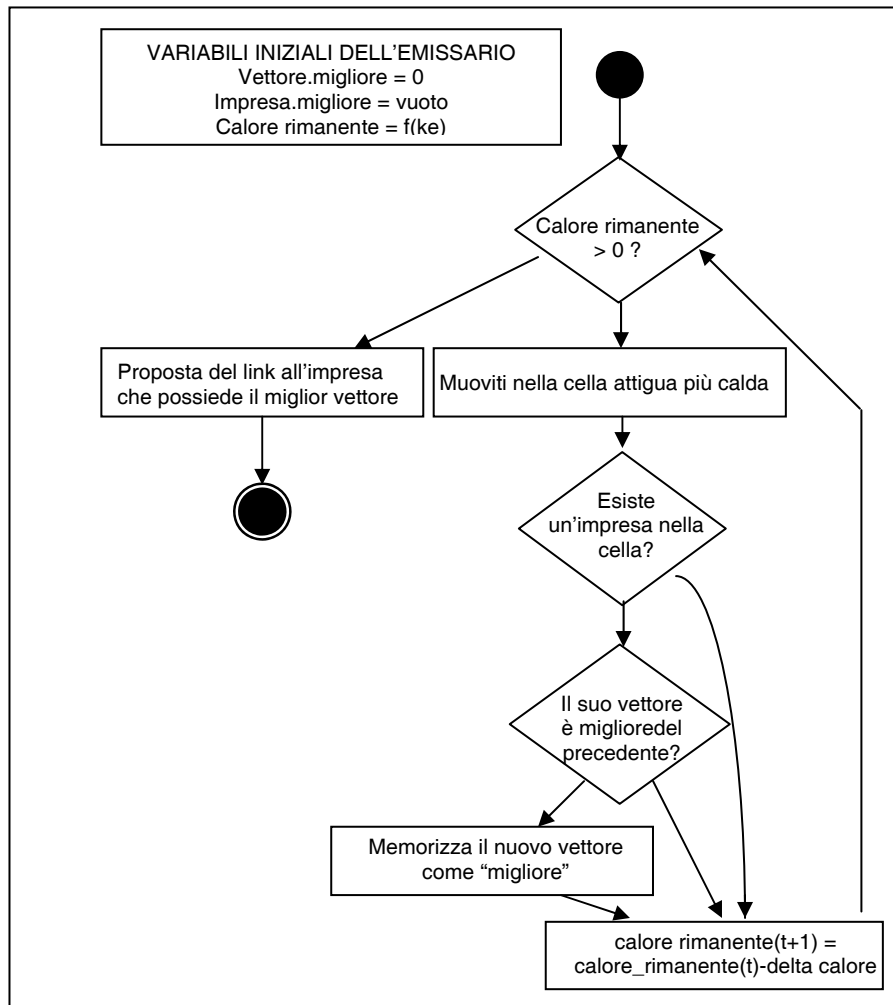 VARIABILI INIZIALI DELL'EMISSARIO
Vettore.migliore = 0
Impresa.migliore = vuoto
Calore rimanente = f(ke)
Calore rimanente
> 0 ?
Proposta del link all'impresa
che possiede il miglior vettore
Muoviti nella cella attigua più calda
Esiste
un'impresa nella
cella?
Il suo vettore
è miglioredel
precedente?
Memorizza il nuovo vettore
come “migliore”
calore rimanente(t+1) =
calore_rimanente(t)-delta calore